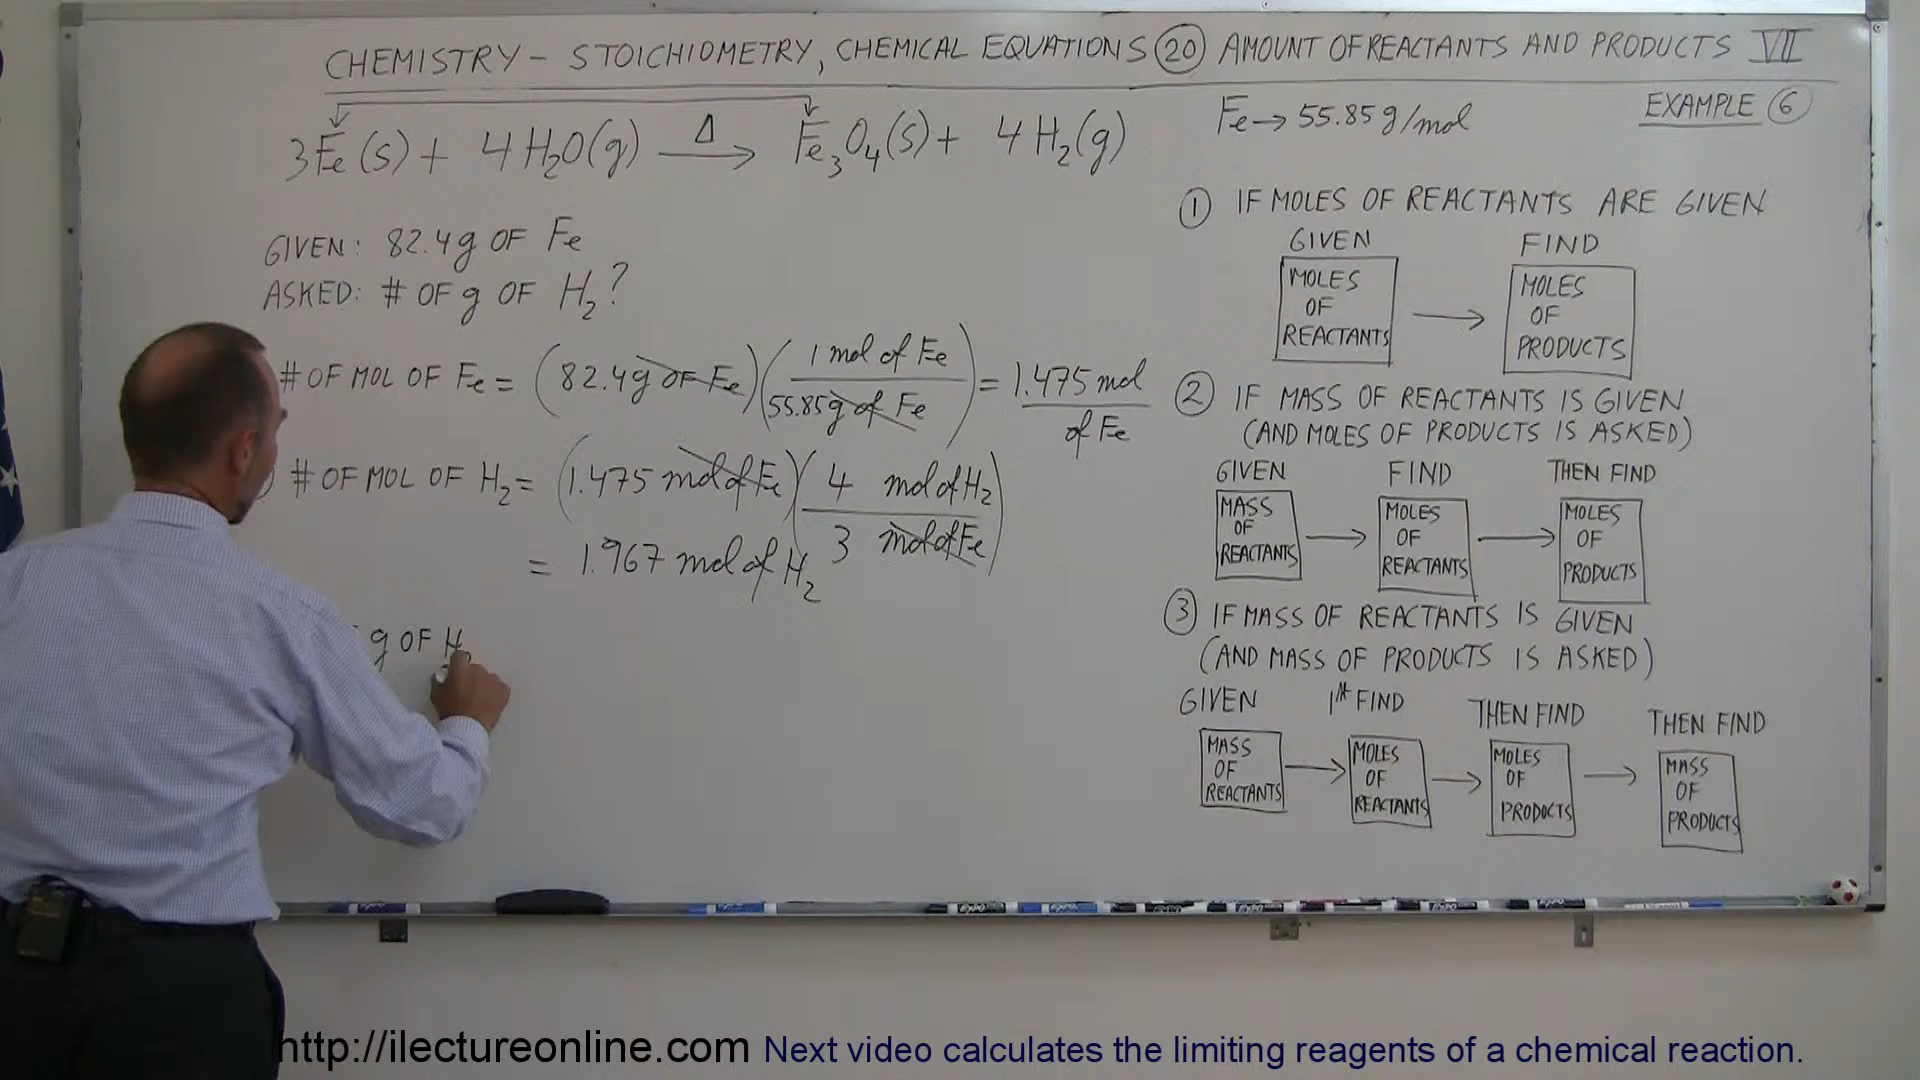 CHEMISTRY - STOICHIOMETRY, CHEMICAL EQUATIONS 20 AMOUNT OF REACTANTS AND PRODUCTS VII
EXAMPLE 6
3Fe(s) + 4H₂O(g) Δ→ Fe₃O₄(s) + 4H₂(g)
Fe → 55.85 g/mol
GIVEN: 82.4g OF Fe
ASKED: # OF g OF H₂?
# OF MOL OF Fe = (82.4g OF Fe)(1 mol of Fe / 55.85g of Fe) = 1.475 mol / of Fe
# OF MOL OF H₂ = (1.475 mol of Fe)(4 mol of H₂ / 3 mol of Fe)
= 1.967 mol of H₂
g OF H₂
1 IF MOLES OF REACTANTS ARE GIVEN
GIVEN FIND
MOLES OF REACTANTS → MOLES OF PRODUCTS
2 IF MASS OF REACTANTS IS GIVEN
(AND MOLES OF PRODUCTS IS ASKED)
GIVEN FIND THEN FIND
MASS OF REACTANTS → MOLES OF REACTANTS → MOLES OF PRODUCTS
3 IF MASS OF REACTANTS IS GIVEN
(AND MASS OF PRODUCTS IS ASKED)
GIVEN 1st FIND THEN FIND THEN FIND
MASS OF REACTANTS → MOLES OF REACTANTS → MOLES OF PRODUCTS → MASS OF PRODUCTS
http://ilectureonline.com Next video calculates the limiting reagents of a chemical reaction.